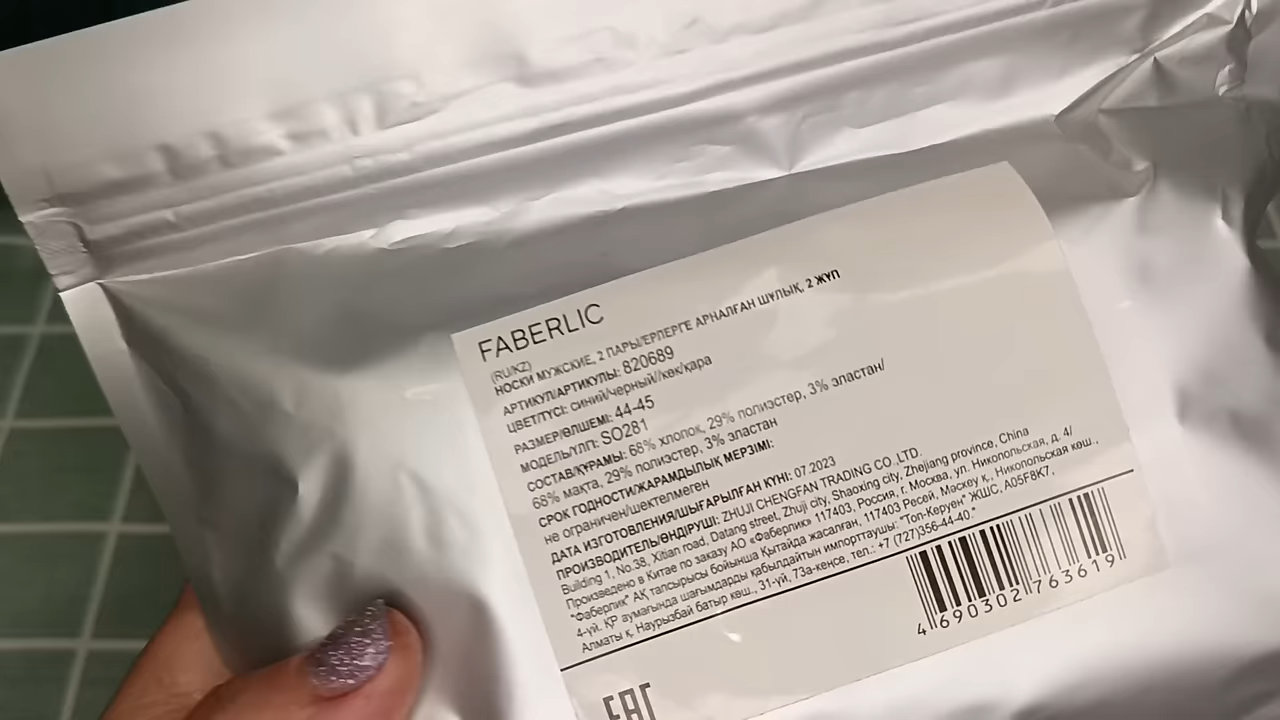 FABERLIC
(RU/KZ)
НОСКИ МУЖСКИЕ, 2 ПАРЫ/ЕРЛЕРГЕ АРНАЛҒАН ШҰЛЫҚ, 2 ЖҰП
АРТИКУЛ/АРТИКУЛЫ: 820689
ЦВЕТ/ТҮСІ: синий/черный//көк/қара
РАЗМЕР/ӨЛШЕМІ: 44-45
МОДЕЛЬ/ҮЛГІ: SO281
СОСТАВ/ҚҰРАМЫ: 68% хлопок, 29% полиэстер, 3% эластан/
68% мақта, 29% полиэстер, 3% эластан
СРОК ГОДНОСТИ/ЖАРАМДЫЛЫҚ МЕРЗІМІ:
не ограничен/шектелмеген
ДАТА ИЗГОТОВЛЕНИЯ/ШЫҒАРЫЛҒАН КҮНІ: 07.2023
ПРОИЗВОДИТЕЛЬ/ӨНДІРУШІ: ZHUJI CHENGFAN TRADING CO.,LTD.
Building 1, No.38, Xitian road, Datang street, Zhuji city, Shaoxing city, Zhejiang province, China
Произведено в Китае по заказу АО «Фаберлик» 117403, Россия, г. Москва, ул. Никопольская, д. 4/
"Фаберлик" АҚ тапсырысы бойынша Қытайда жасалған, 117403 Ресей, Мәскеу қ., Никопольская көш.,
4-үй. ҚР аумағында шағымдарды қабылдайтын импорттаушы: "Топ-Керуен" ЖШС, A05F8K7,
Алматы қ. Наурызбай батыр көш., 31-үй, 73а-кеңсе, тел.: +7 (727)356-44-40."
4 690302 763619
EAC